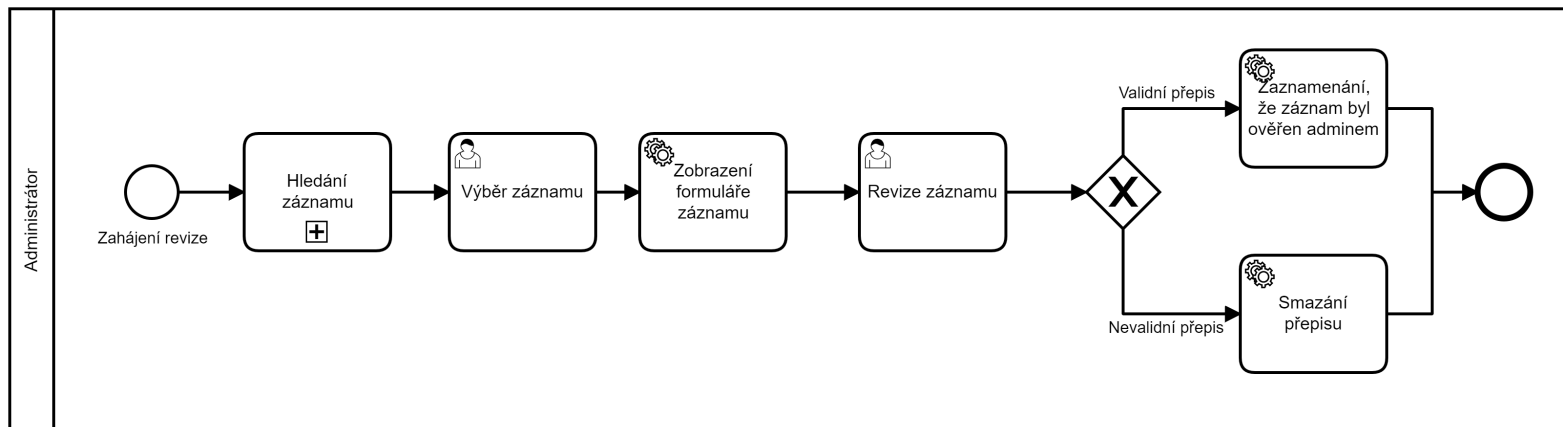 Administrátor
Zahájení revize
Hledání
záznamu
Výběr záznamu
Zobrazení
formuláře
záznamu
Revize záznamu
Validní přepis
Nevalidní přepis
Zaznamenání,
že záznam byl
ověřen adminem
Smazání
přepisu